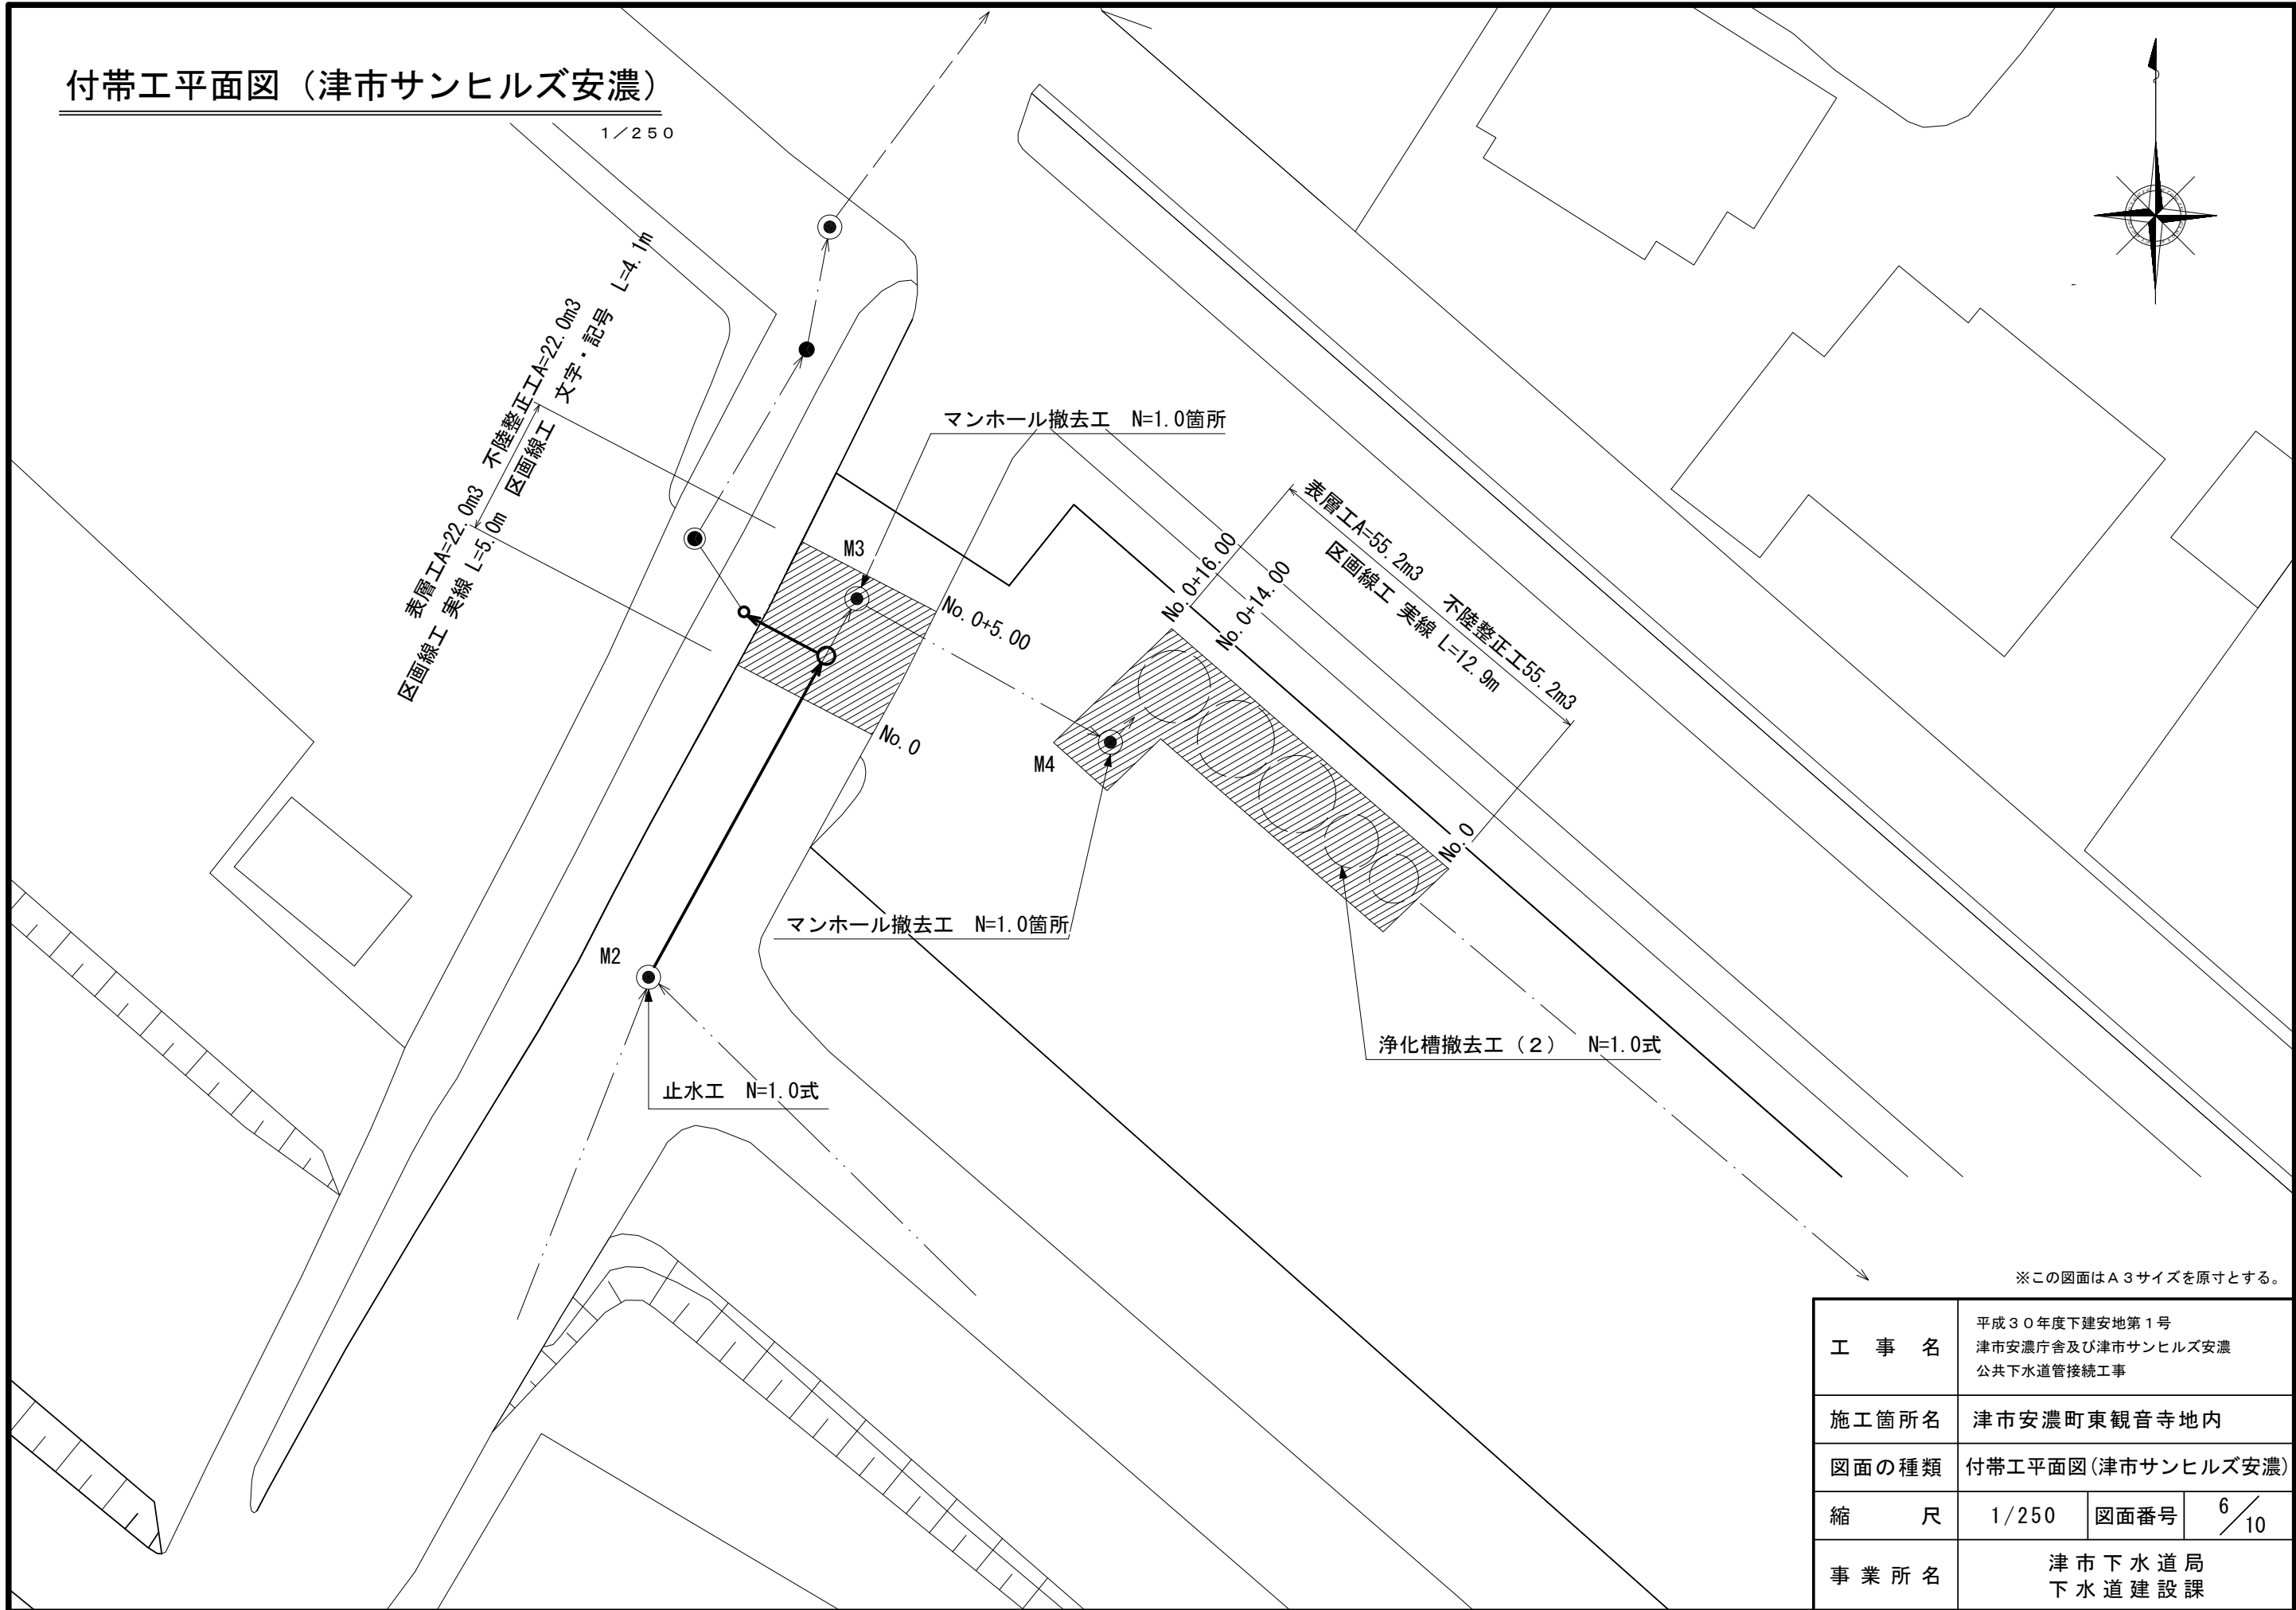 付帯工平面図（津市サンヒルズ安濃）
1／250
表層工A=22.0m3　不陸整正工A=22.0m3
区画線工 実線 L=5.0m　区画線工 文字・記号 L=4.1m
マンホール撤去工　N=1.0箇所
M3
No.0+5.00
No.0
No.0+16.00
No.0+14.00
表層工A=55.2m3　不陸整正工55.2m3
区画線工 実線 L=12.9m
No.0
M4
マンホール撤去工　N=1.0箇所
M2
浄化槽撤去工（２）　N=1.0式
止水工　N=1.0式
※この図面はＡ３サイズを原寸とする。
工　事　名
平成３０年度下建安地第１号
津市安濃庁舎及び津市サンヒルズ安濃
公共下水道管接続工事
施工箇所名　津市安濃町東観音寺地内
図面の種類　付帯工平面図(津市サンヒルズ安濃)
縮　尺　1/250　図面番号　6／10
事業所名
津市下水道局
下水道建設課